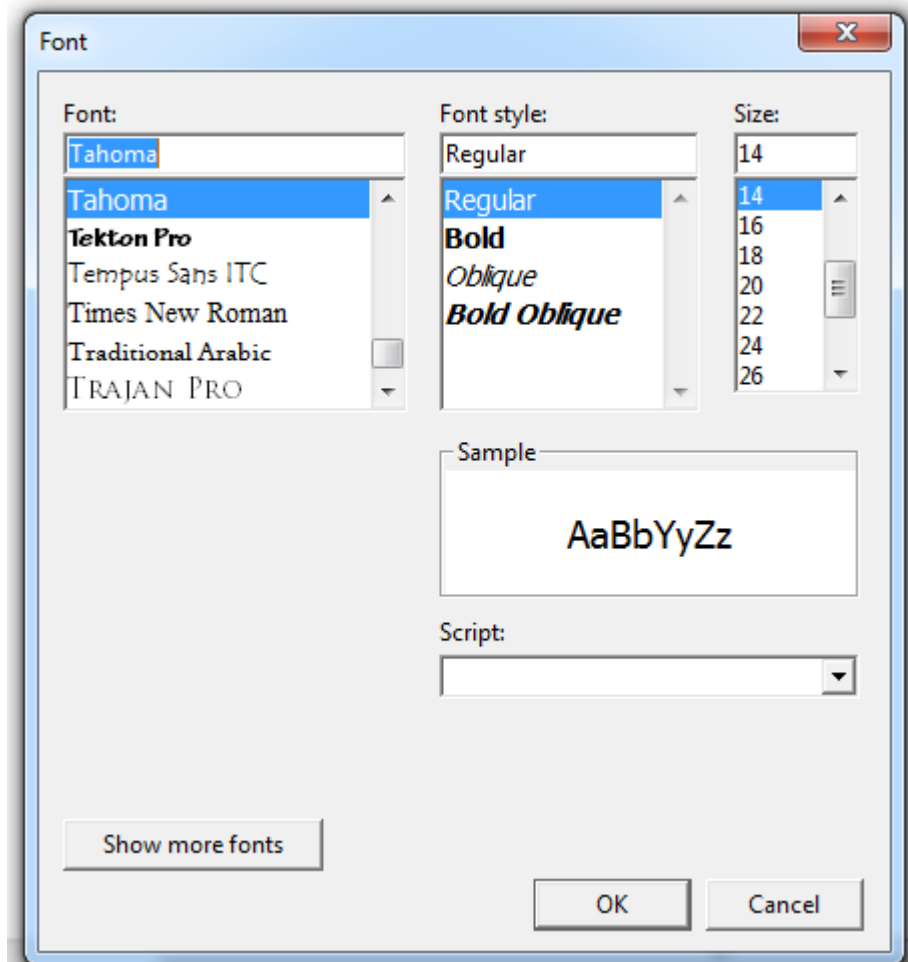 Font
Font:
Tahoma
Tahoma
Tekton Pro
Tempus Sans ITC
Times New Roman
Traditional Arabic
Trajan Pro
Font style:
Regular
Regular
Bold
Oblique
Bold Oblique
Size:
14
14
16
18
20
22
24
26
Sample
AaBbYyZz
Script:
Show more fonts
OK
Cancel